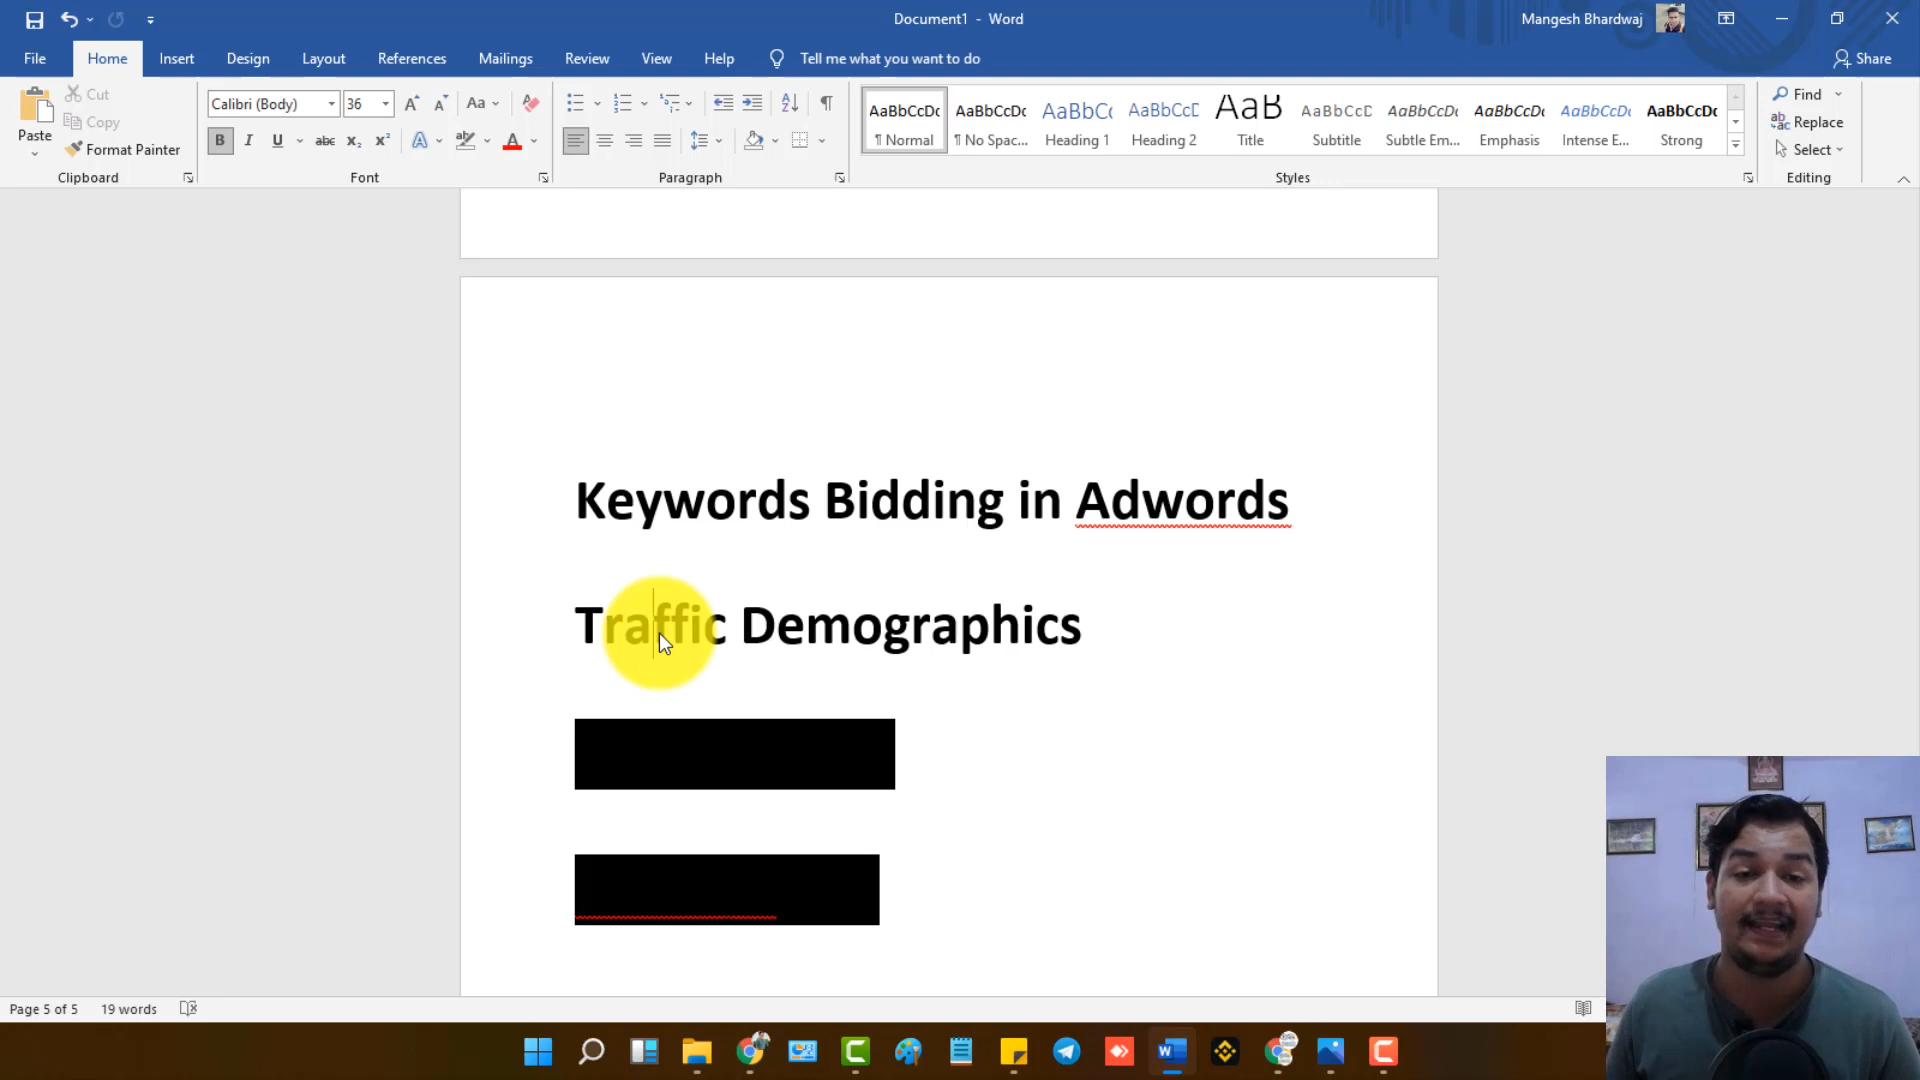 Document1 - Word
Mangesh Bhardwaj
File Home Insert Design Layout References Mailings Review View Help Tell me what you want to do Share
Paste
Cut
Copy
Format Painter
Clipboard
Calibri (Body) 36
Font
Paragraph
AaBbCcDc AaBbCcDc AaBbCc AaBbCcD AaB AaBbCcD AaBbCcDc AaBbCcDc AaBbCcDc AaBbCcDc
¶ Normal ¶ No Spac... Heading 1 Heading 2 Title Subtitle Subtle Em... Emphasis Intense E... Strong
Styles
Find
Replace
Select
Editing
Keywords Bidding in Adwords
Traffic Demographics
Page 5 of 5 19 words